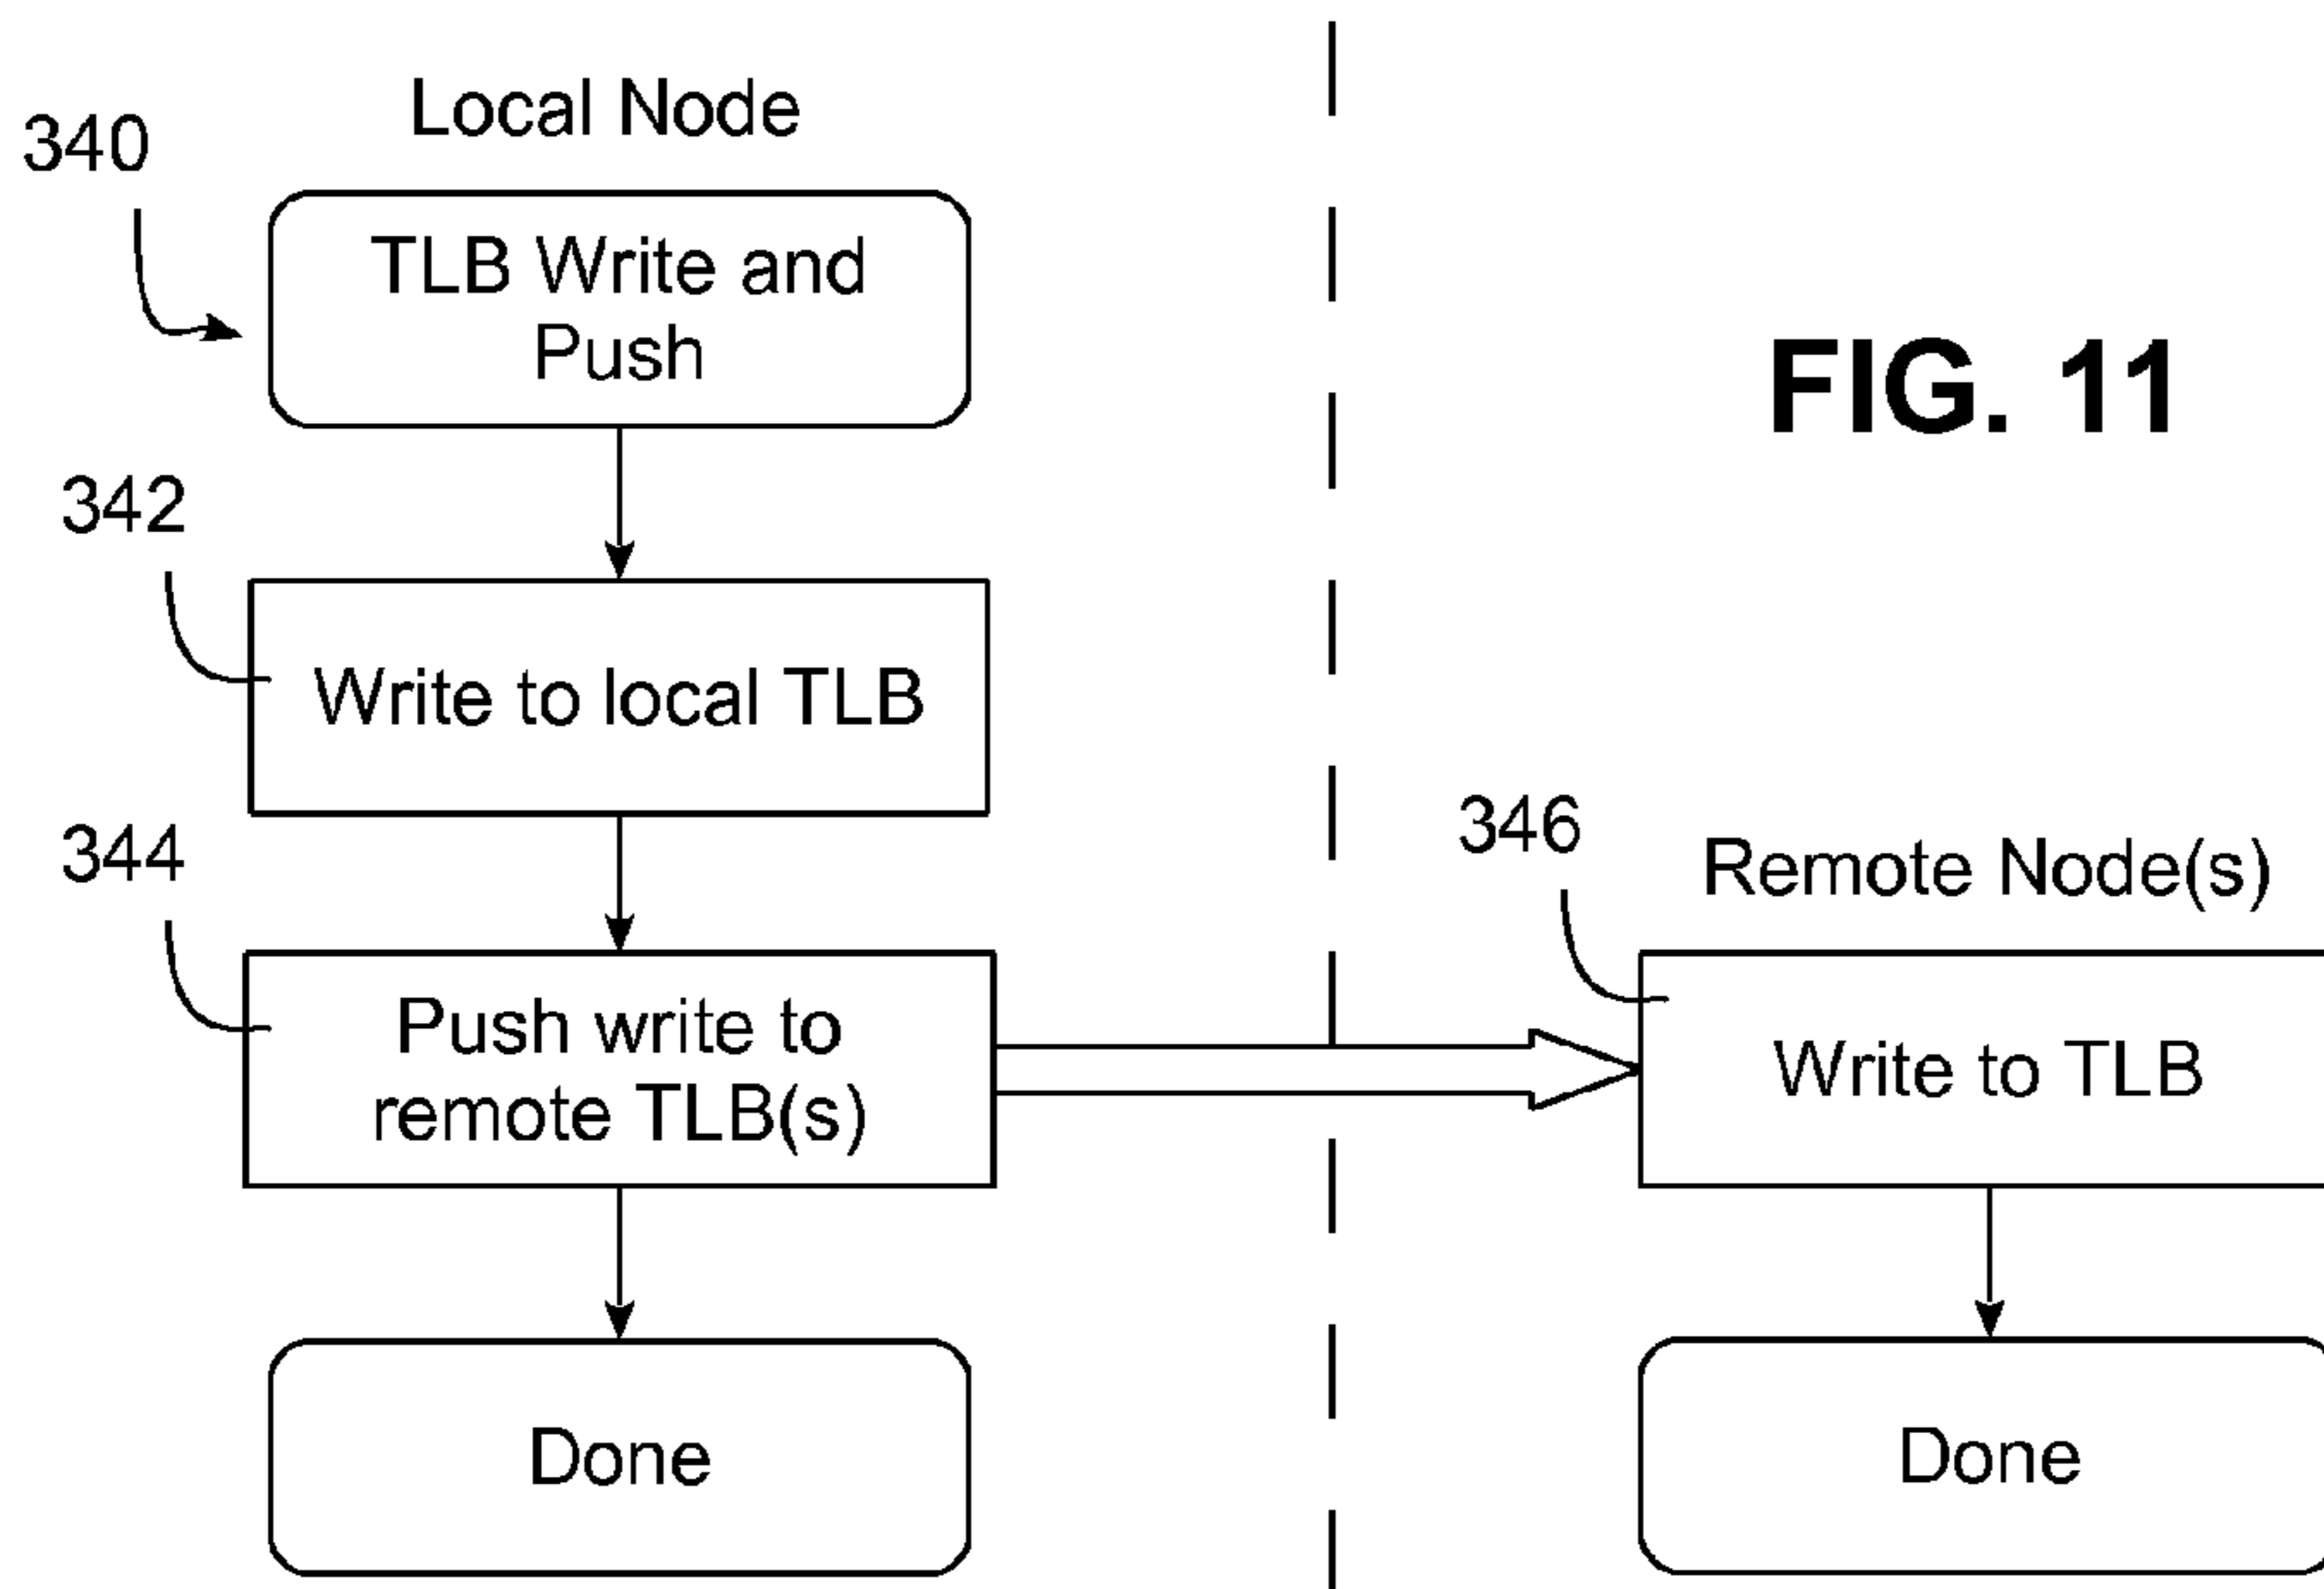 Local Node
340
TLB Write and
Push
FIG. 11
342
Write to local TLB
344
Push write to
remote TLB(s)
346
Remote Node(s)
Write to TLB
Done
Done